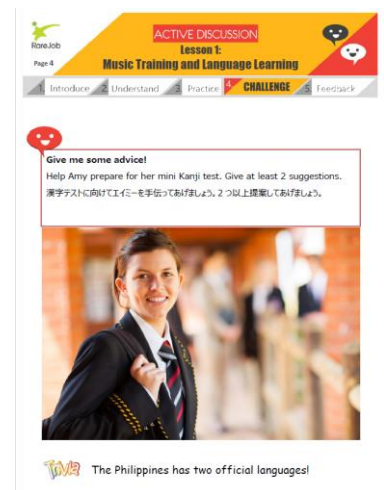 ACTIVE DISCUSSION
RareJob
Lesson 1:
Page 4
Music Training and Language Learning
1 Introduce 2 Understand 3 Practice 4 CHALLENGE 5 Feedback
Give me some advice!
Help Amy prepare for her mini Kanji test. Give at least 2 suggestions.
漢字テストに向けてエイミーを手伝ってあげましょう。2つ以上提案してあげましょう。
TRIVIA
The Philippines has two official languages!